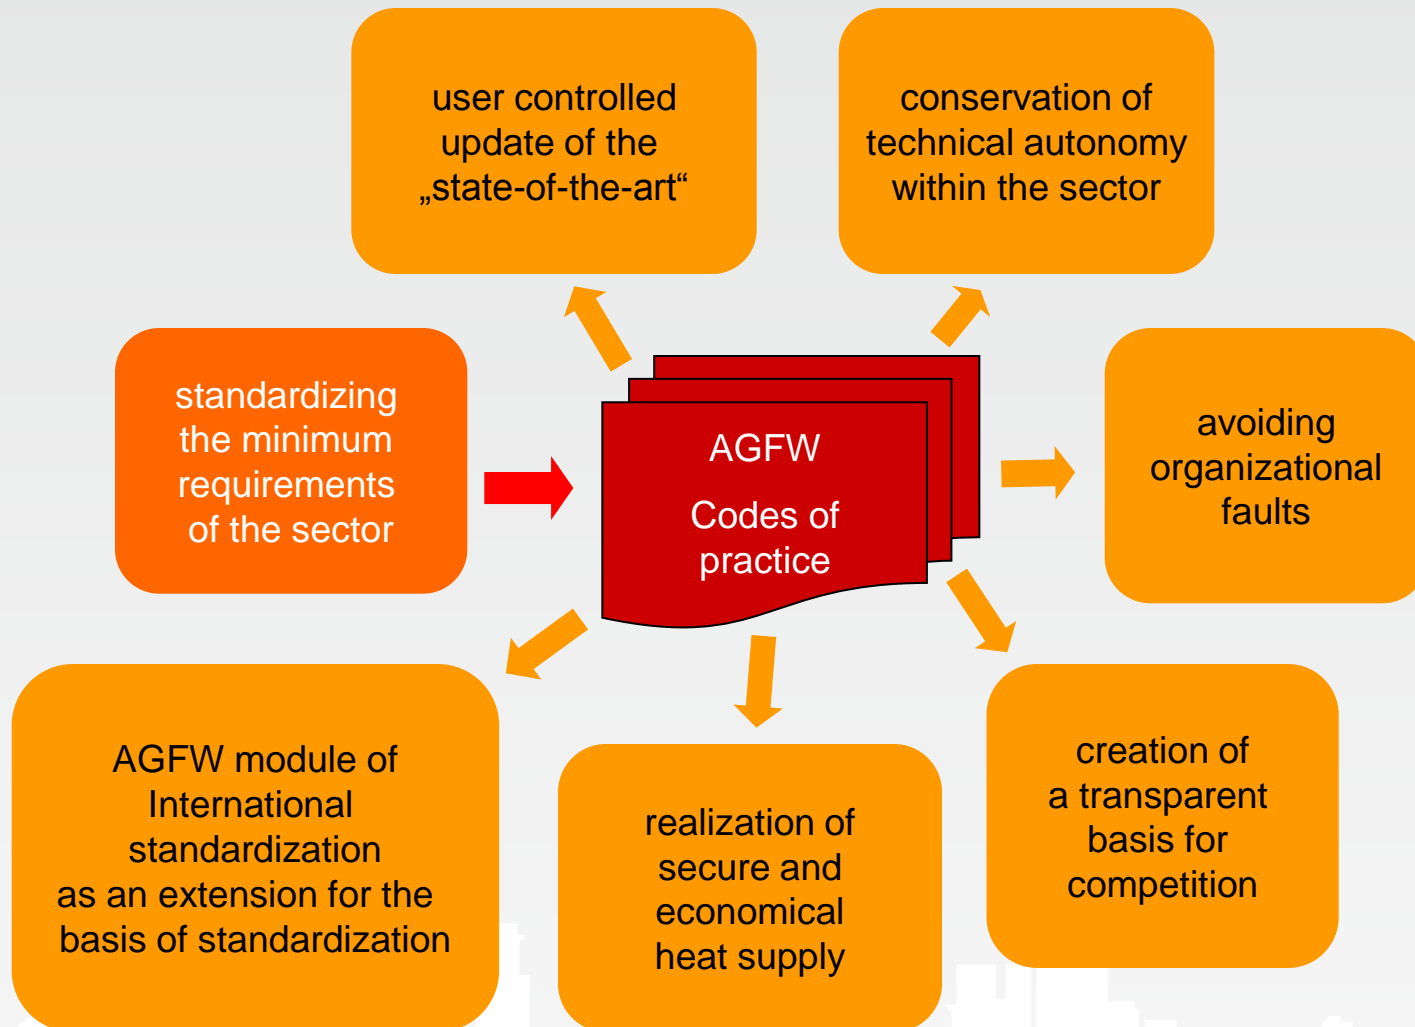 user controlled
update of the
„state-of-the-art“
conservation of
technical autonomy
within the sector
standardizing
the minimum
requirements
of the sector
AGFW
Codes of
practice
avoiding
organizational
faults
AGFW module of
International
standardization
as an extension for the
basis of standardization
realization of
secure and
economical
heat supply
creation of
a transparent
basis for
competition